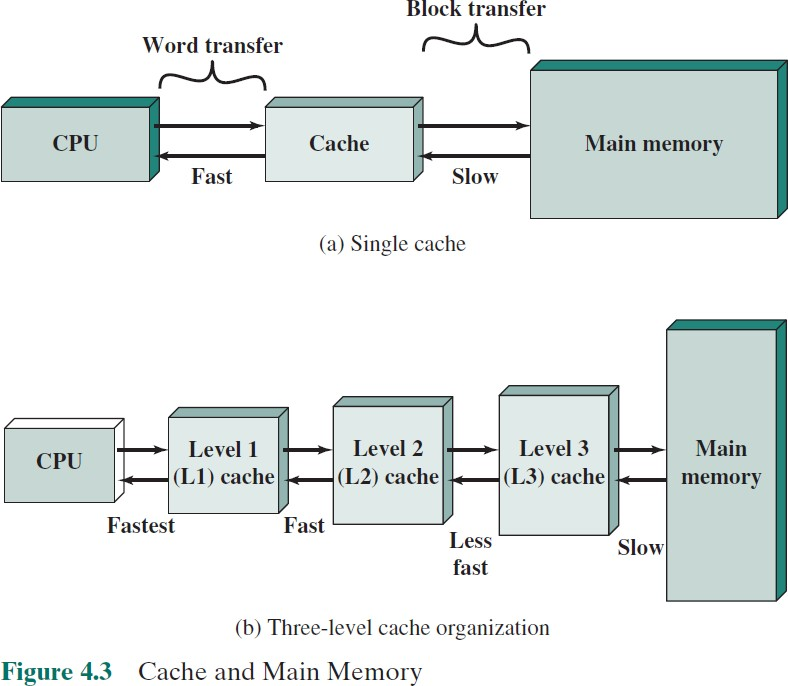 Block transfer
Word transfer
CPU
Cache
Main memory
Fast
Slow
(a) Single cache
CPU
Level 1
(L1) cache
Level 2
(L2) cache
Level 3
(L3) cache
Main
memory
Fastest
Fast
Less
fast
Slow
(b) Three-level cache organization
Figure 4.3 Cache and Main Memory